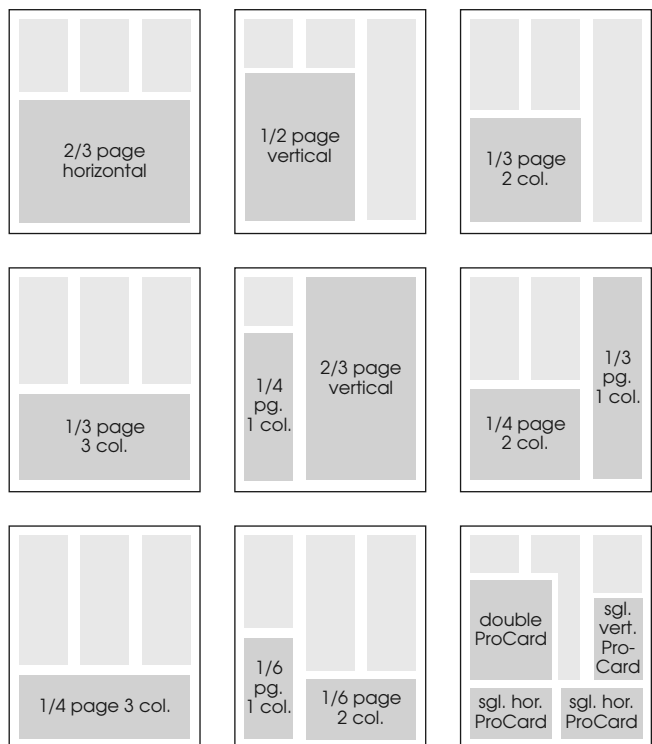 2/3 page
horizontal
1/2 page
vertical
1/3 page
2 col.
1/3 page
3 col.
1/4
pg.
1 col.
2/3 page
vertical
1/4 page
2 col.
1/3
pg.
1 col.
1/4 page 3 col.
1/6
pg.
1 col.
1/6 page
2 col.
double
ProCard
sgl.
vert.
Pro-
Card
sgl. hor.
ProCard
sgl. hor.
ProCard